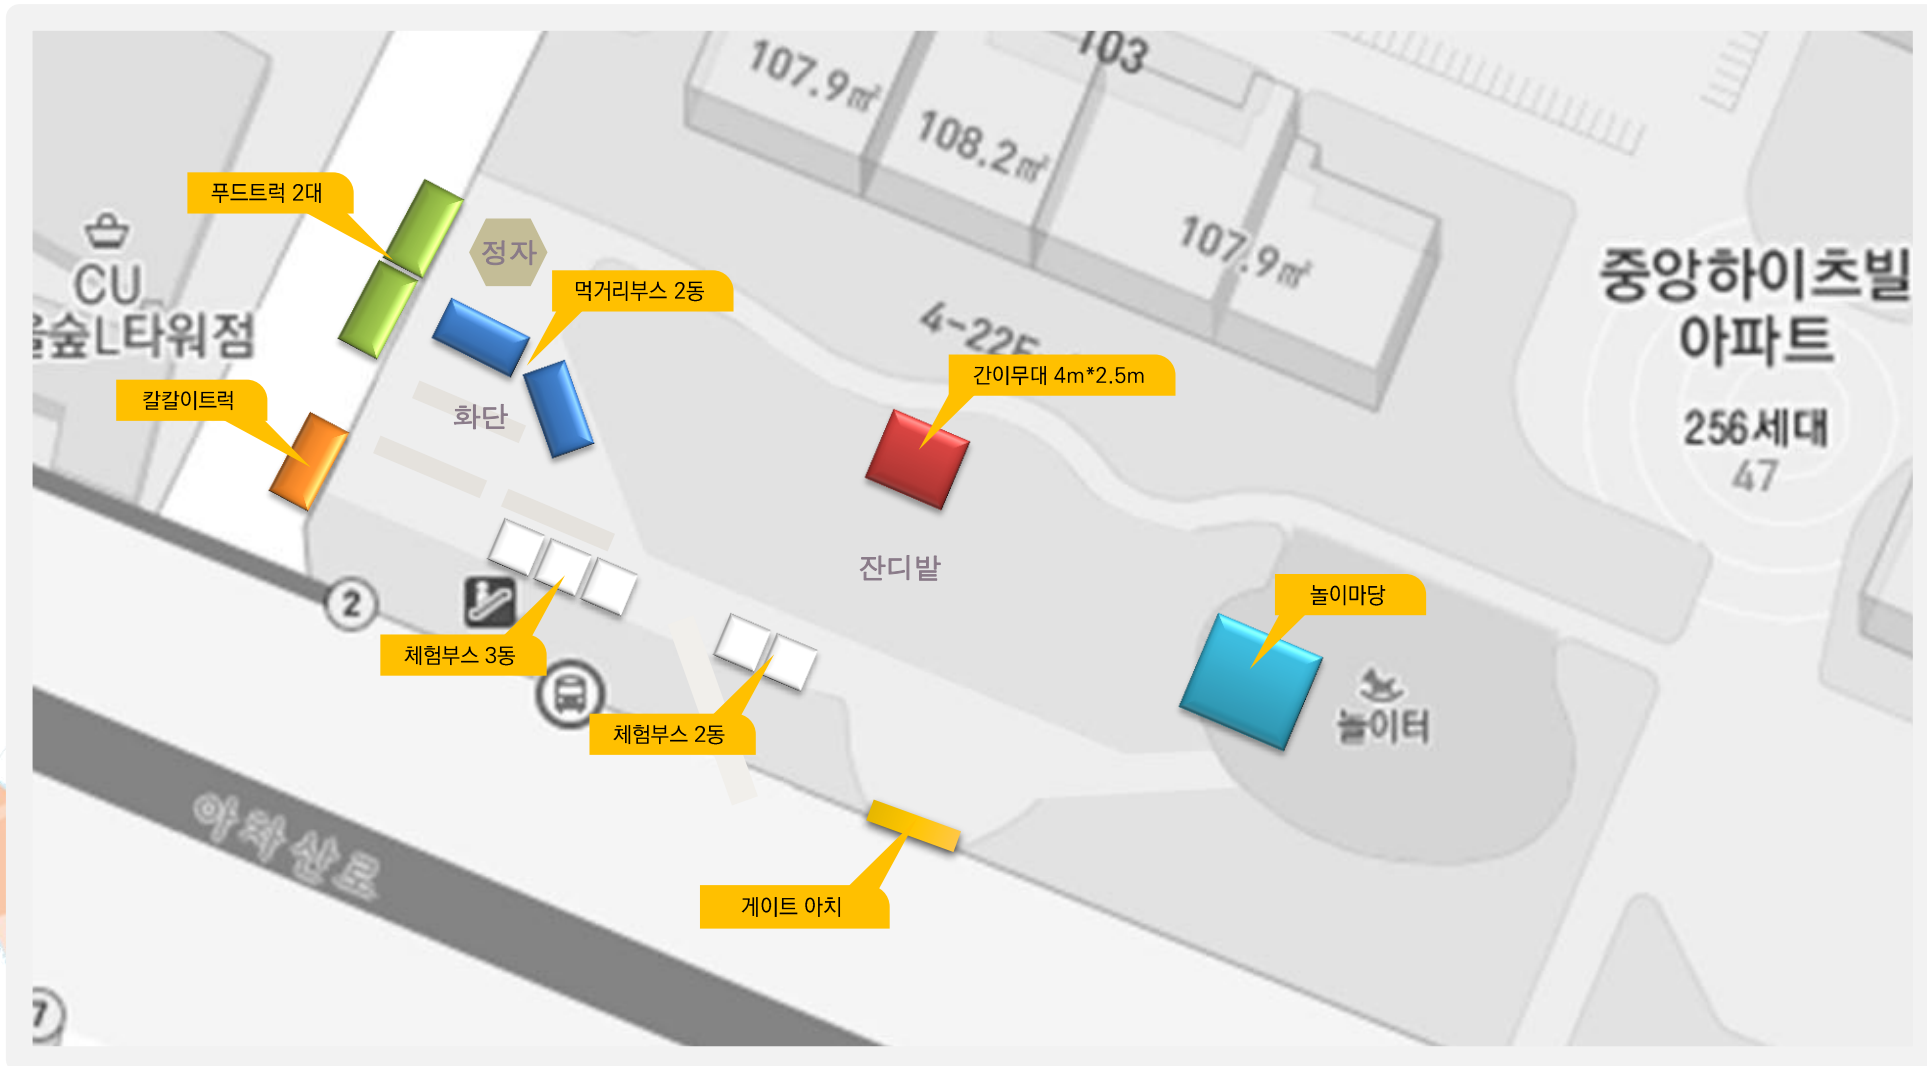 103
107.9㎡
108.2㎡
107.9㎡
푸드트럭 2대
정자
CU
울숲L타워점
먹거리부스 2동
중앙하이츠빌
아파트
256세대
47
간이무대 4m*2.5m
칼칼이트럭
화단
잔디밭
놀이마당
2
체험부스 3동
놀이터
체험부스 2동
아차산로
게이트 아치
7